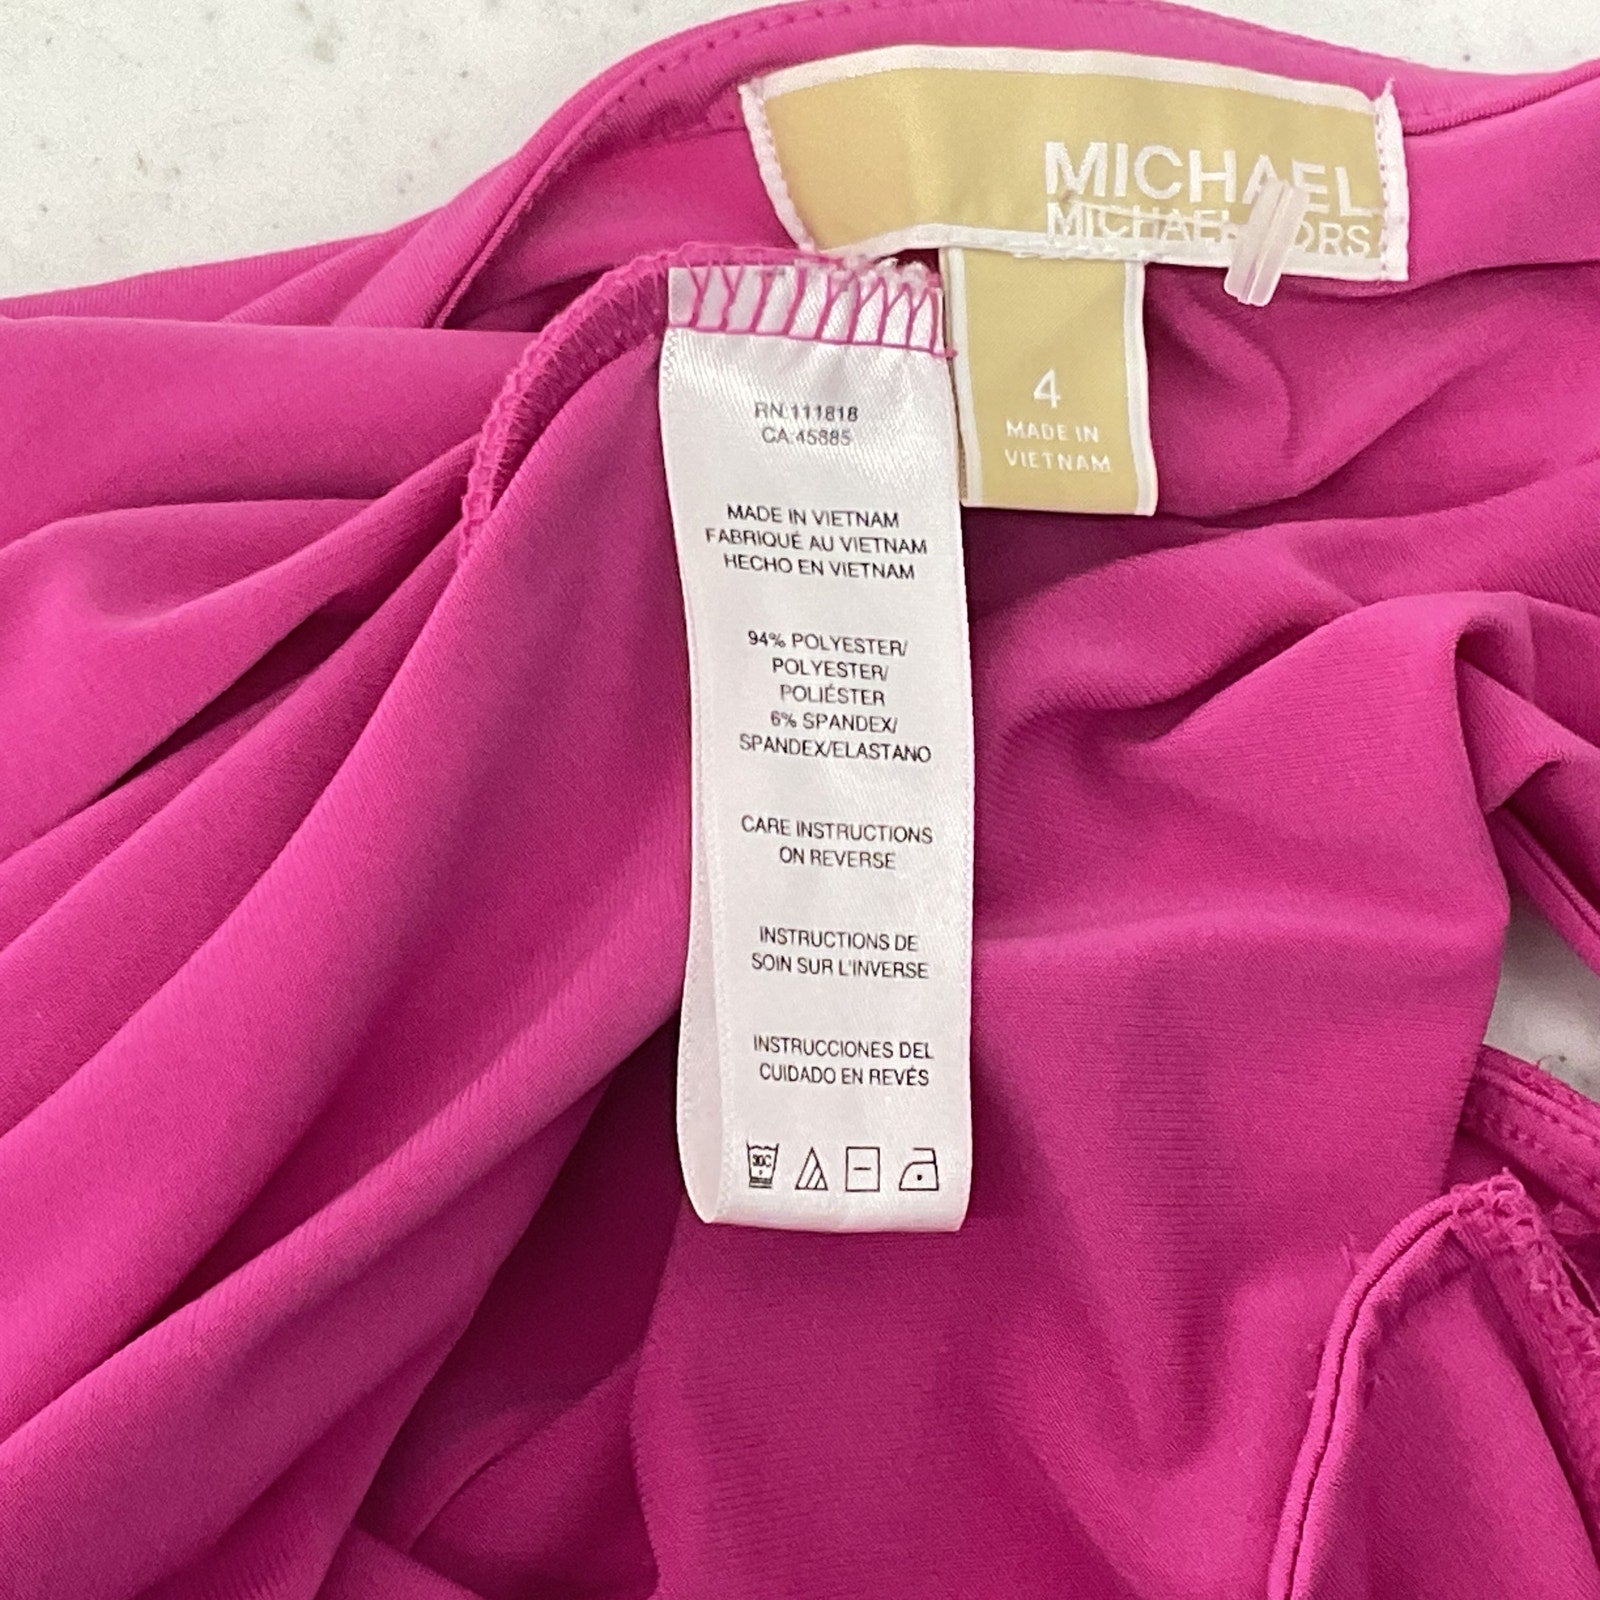 MICHAEL
MICHAEL KORS
4
MADE IN
VIETNAM
RN:111818
CA:45885
MADE IN VIETNAM
FABRIQUÉ AU VIETNAM
HECHO EN VIETNAM
94% POLYESTER/
POLYESTER/
POLIÉSTER
6% SPANDEX/
SPANDEX/ELASTANO
CARE INSTRUCTIONS
ON REVERSE
INSTRUCTIONS DE
SOIN SUR L'INVERSE
INSTRUCCIONES DEL
CUIDADO EN REVÉS
30C